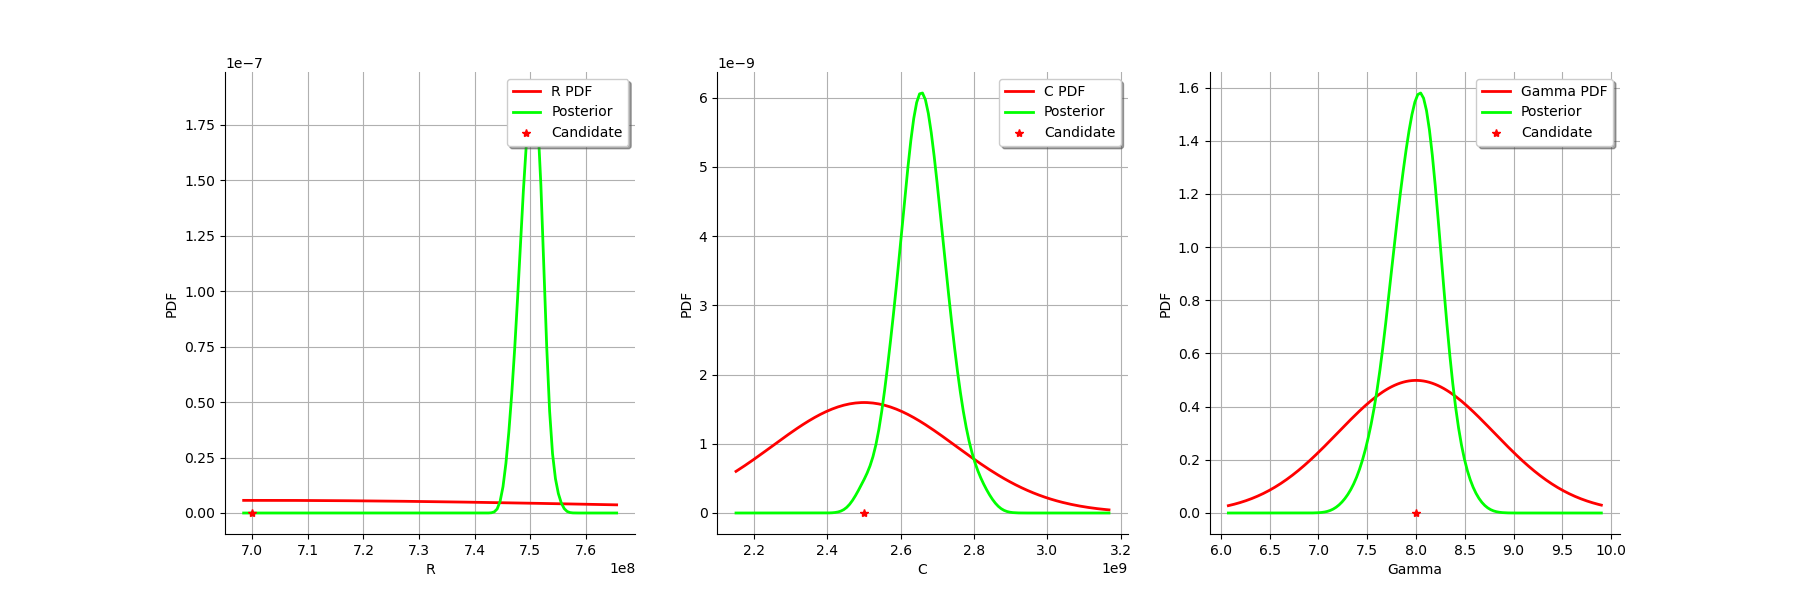 1e−7
R PDF
Posterior
Candidate
1.75
1.50
1.25
1.00
0.75
0.50
0.25
0.00
PDF
7.0 7.1 7.2 7.3 7.4 7.5 7.6
R
1e8
1e−9
C PDF
Posterior
Candidate
6
5
4
3
2
1
0
PDF
2.2 2.4 2.6 2.8 3.0 3.2
C
1e9
Gamma PDF
Posterior
Candidate
1.6
1.4
1.2
1.0
0.8
0.6
0.4
0.2
0.0
PDF
6.0 6.5 7.0 7.5 8.0 8.5 9.0 9.5 10.0
Gamma